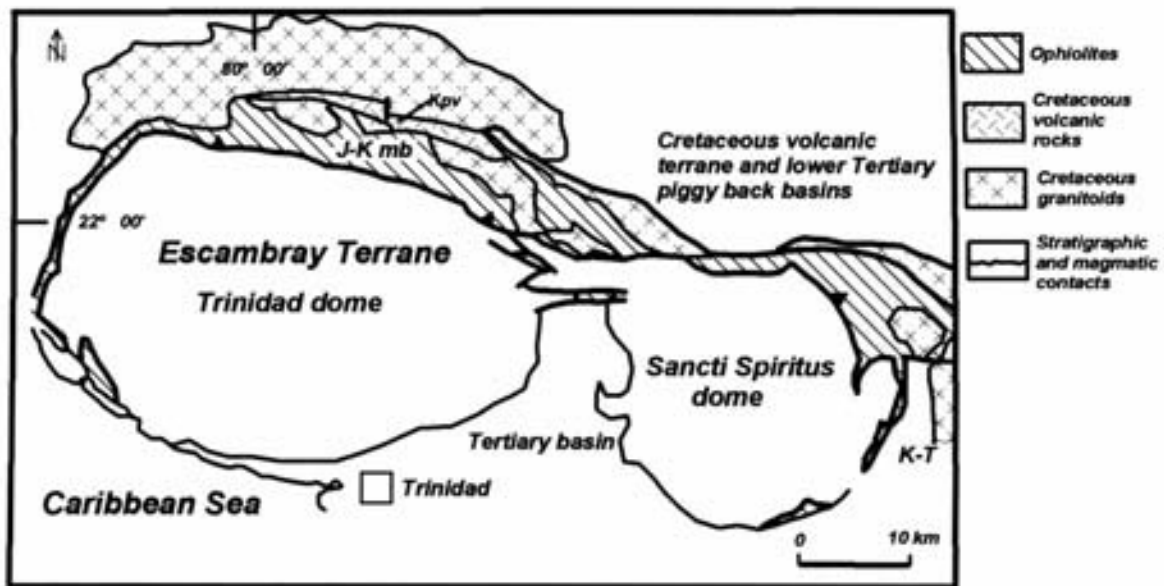 N
80° 00'
Kpv
J-K mb
22° 00'
Escambray Terrane
Trinidad dome
Cretaceous volcanic
terrane and lower Tertiary
piggy back basins
Sancti Spiritus
dome
Tertiary basin
K-T
Trinidad
Caribbean Sea
0 10 km
Ophiolites
Cretaceous
volcanic
rocks
Cretaceous
granitoids
Stratigraphic
and magmatic
contacts